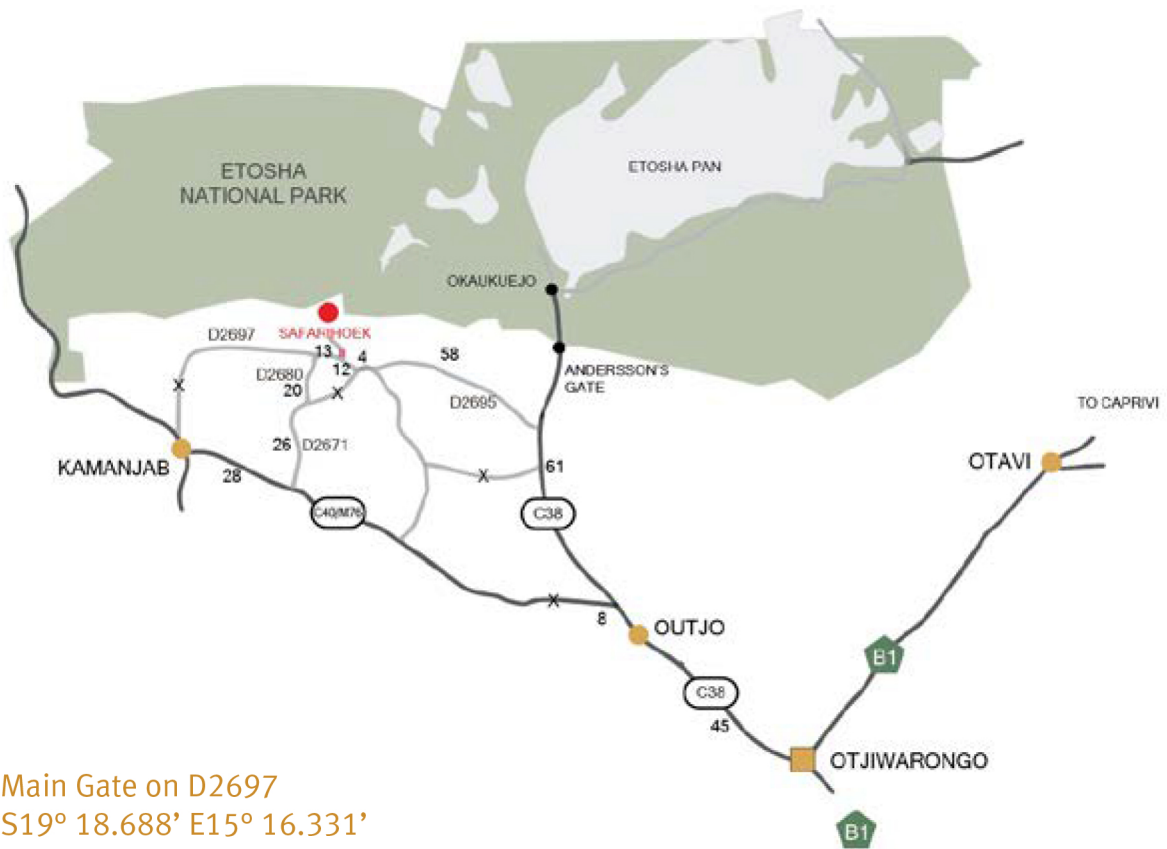 ETOSHA
NATIONAL PARK
ETOSHA PAN
OKAUKUEJO
SAFARIHOEK
D2697
13
4
58
12
ANDERSSON'S
GATE
D2680
20
X
X
D2695
TO CAPRIVI
26
D2671
KAMANJAB
28
X
61
OTAVI
C40/M76
C38
X
8
OUTJO
B1
C38
45
OTJIWARONGO
Main Gate on D2697
S19° 18.688’ E15° 16.331’
B1